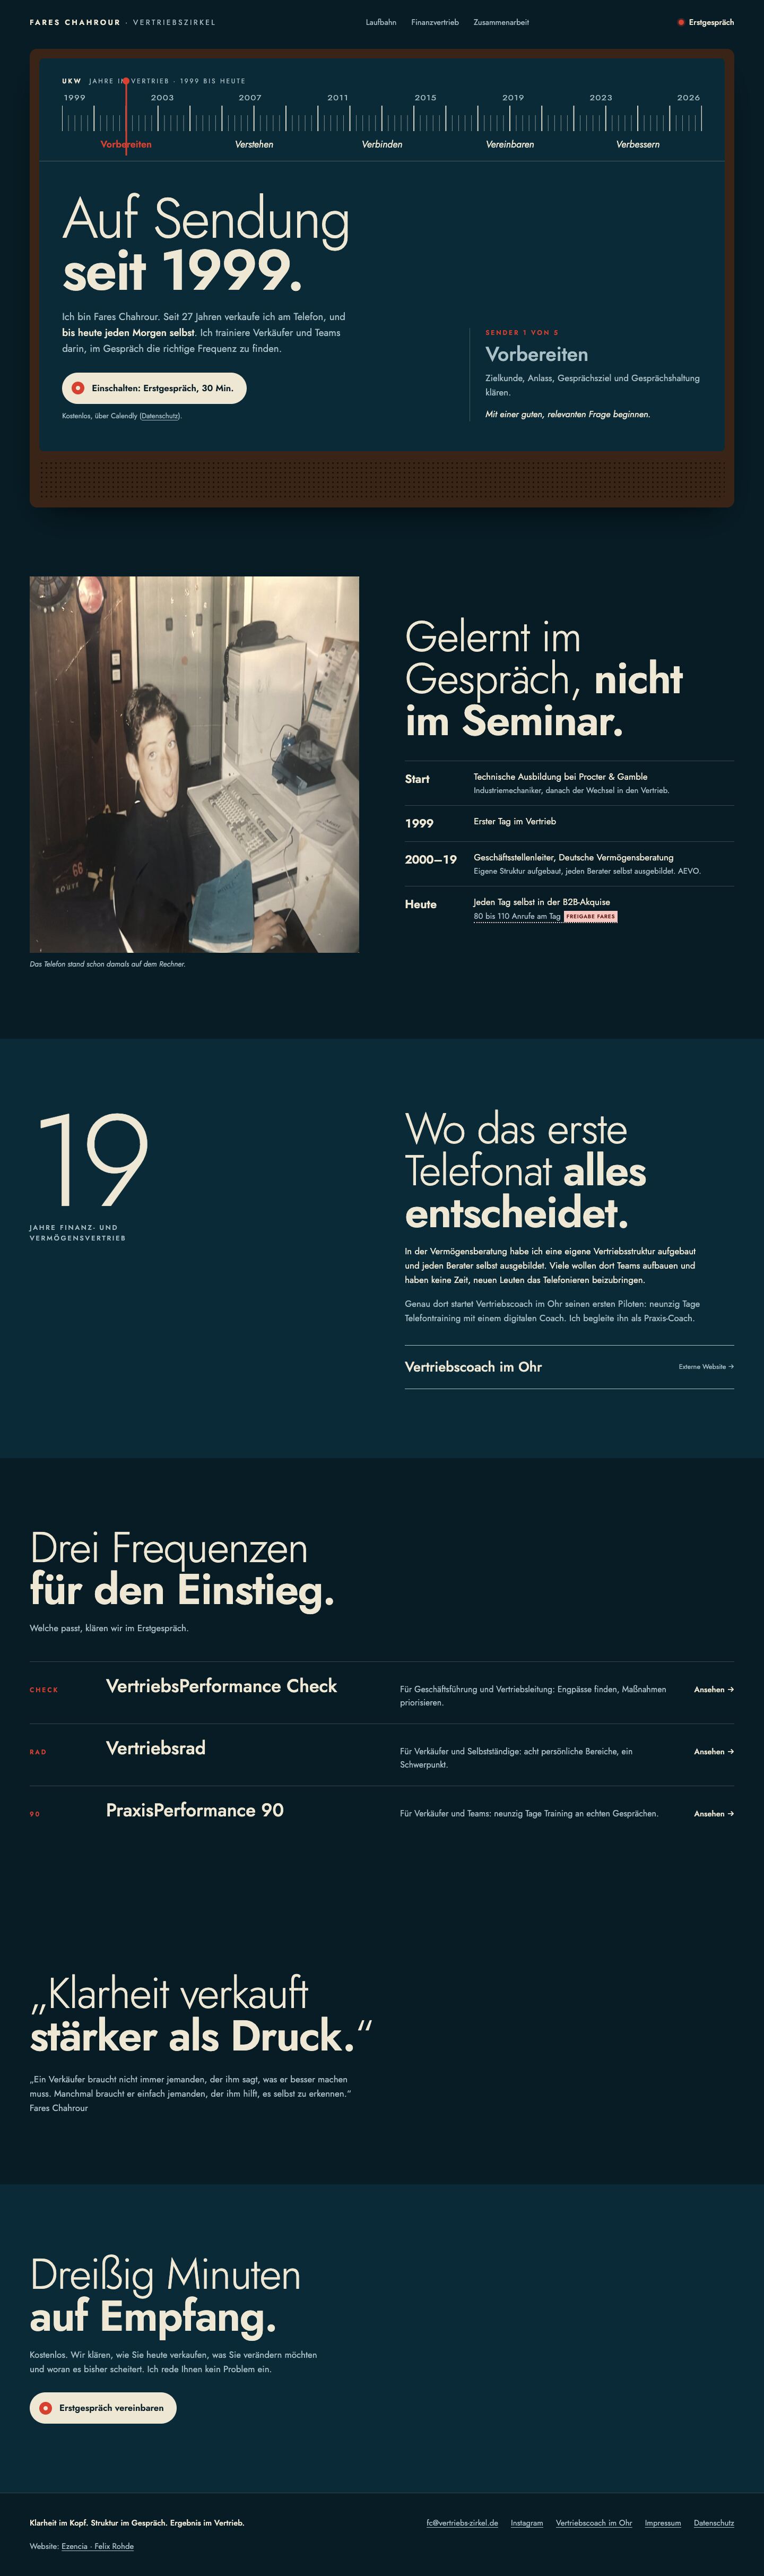 FARES CHAHROUR · VERTRIEBSZIRKEL
Laufbahn Finanzvertrieb Zusammenarbeit
Erstgespräch
UKW JAHRE IM VERTRIEB · 1999 BIS HEUTE
1999 2003 2007 2011 2015 2019 2023 2026
Vorbereiten Verstehen Verbinden Vereinbaren Verbessern
Auf Sendung
seit 1999.
Ich bin Fares Chahrour. Seit 27 Jahren verkaufe ich am Telefon, und
bis heute jeden Morgen selbst. Ich trainiere Verkäufer und Teams
darin, im Gespräch die richtige Frequenz zu finden.
Einschalten: Erstgespräch, 30 Min.
Kostenlos, über Calendly (Datenschutz).
SENDER 1 VON 5
Vorbereiten
Zielkunde, Anlass, Gesprächsziel und Gesprächshaltung
klären.
Mit einer guten, relevanten Frage beginnen.
66
BOUYE
Das Telefon stand schon damals auf dem Rechner.
Gelernt im
Gespräch, nicht
im Seminar.
Start Technische Ausbildung bei Procter & Gamble
Industriemechaniker, danach der Wechsel in den Vertrieb.
1999 Erster Tag im Vertrieb
2000–19 Geschäftsstellenleiter, Deutsche Vermögensberatung
Eigene Struktur aufgebaut, jeden Berater selbst ausgebildet. AEVO.
Heute Jeden Tag selbst in der B2B-Akquise
80 bis 110 Anrufe am Tag FREIGABE FARES
19
JAHRE FINANZ- UND
VERMÖGENSVERTRIEB
Wo das erste
Telefonat alles
entscheidet.
In der Vermögensberatung habe ich eine eigene Vertriebsstruktur aufgebaut
und jeden Berater selbst ausgebildet. Viele wollen dort Teams aufbauen und
haben keine Zeit, neuen Leuten das Telefonieren beizubringen.
Genau dort startet Vertriebscoach im Ohr seinen ersten Piloten: neunzig Tage
Telefontraining mit einem digitalen Coach. Ich begleite ihn als Praxis-Coach.
Vertriebscoach im Ohr Externe Website →
Drei Frequenzen
für den Einstieg.
Welche passt, klären wir im Erstgespräch.
CHECK VertriebsPerformance Check Für Geschäftsführung und Vertriebsleitung: Engpässe finden, Maßnahmen
priorisieren. Ansehen →
RAD Vertriebsrad Für Verkäufer und Selbstständige: acht persönliche Bereiche, ein
Schwerpunkt. Ansehen →
90 PraxisPerformance 90 Für Verkäufer und Teams: neunzig Tage Training an echten Gesprächen. Ansehen →
„Klarheit verkauft
stärker als Druck.“
„Ein Verkäufer braucht nicht immer jemanden, der ihm sagt, was er besser machen
muss. Manchmal braucht er einfach jemanden, der ihm hilft, es selbst zu erkennen.“
Fares Chahrour
Dreißig Minuten
auf Empfang.
Kostenlos. Wir klären, wie Sie heute verkaufen, was Sie verändern möchten
und woran es bisher scheitert. Ich rede Ihnen kein Problem ein.
Erstgespräch vereinbaren
Klarheit im Kopf. Struktur im Gespräch. Ergebnis im Vertrieb.
fc@vertriebs-zirkel.de Instagram Vertriebscoach im Ohr Impressum Datenschutz
Website: Ezencia · Felix Rohde